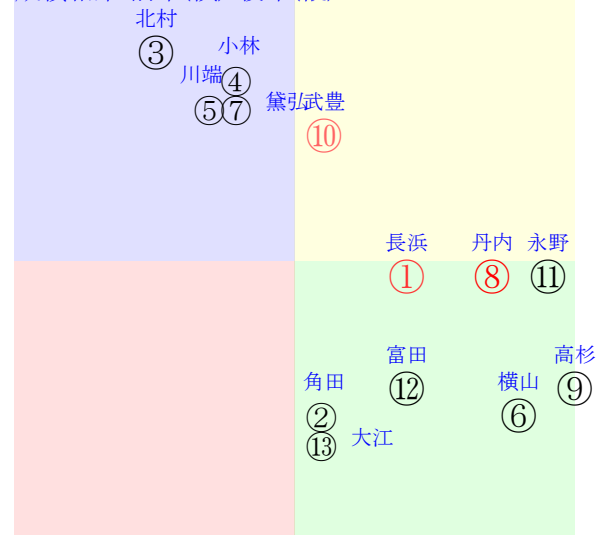 北村
③
小林
川端④
⑤⑦
黛弘武豊
⑩
長浜 丹内 永野
① ⑧ ⑪
富田 高杉
⑫ ⑨
角田 横山
② ⑥
⑬ 大江